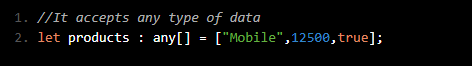 1. //It accepts any type of data
2. let products : any[] = ["Mobile",12500,true];